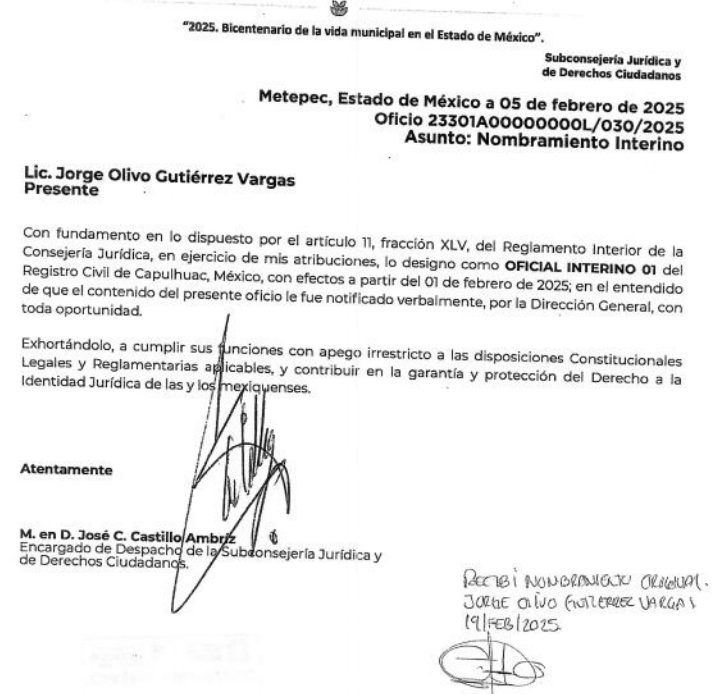 “2025. Bicentenario de la vida municipal en el Estado de México”.
Subconsejería Jurídica y
de Derechos Ciudadanos
Metepec, Estado de México a 05 de febrero de 2025
Oficio 23301A00000000L/030/2025
Asunto: Nombramiento Interino
Lic. Jorge Olivo Gutiérrez Vargas
Presente
Con fundamento en lo dispuesto por el artículo 11, fracción XLV, del Reglamento Interior de la
Consejería Jurídica, en ejercicio de mis atribuciones, lo designo como OFICIAL INTERINO 01 del
Registro Civil de Capulhuac, México, con efectos a partir del 01 de febrero de 2025; en el entendido
de que el contenido del presente oficio le fue notificado verbalmente, por la Dirección General, con
toda oportunidad.
Exhortándolo, a cumplir sus funciones con apego irrestricto a las disposiciones Constitucionales
Legales y Reglamentarias aplicables, y contribuir en la garantía y protección del Derecho a la
Identidad Jurídica de las y los mexiquenses.
Atentamente
M. en D. José C. Castillo Ambriz
Encargado de Despacho de la Subconsejería Jurídica y
de Derechos Ciudadanos.
RECIBÍ NOMBRAMIENTO ORIGINAL.
JORGE OLIVO GUTIERREZ VARGAS
19/FEB/2025